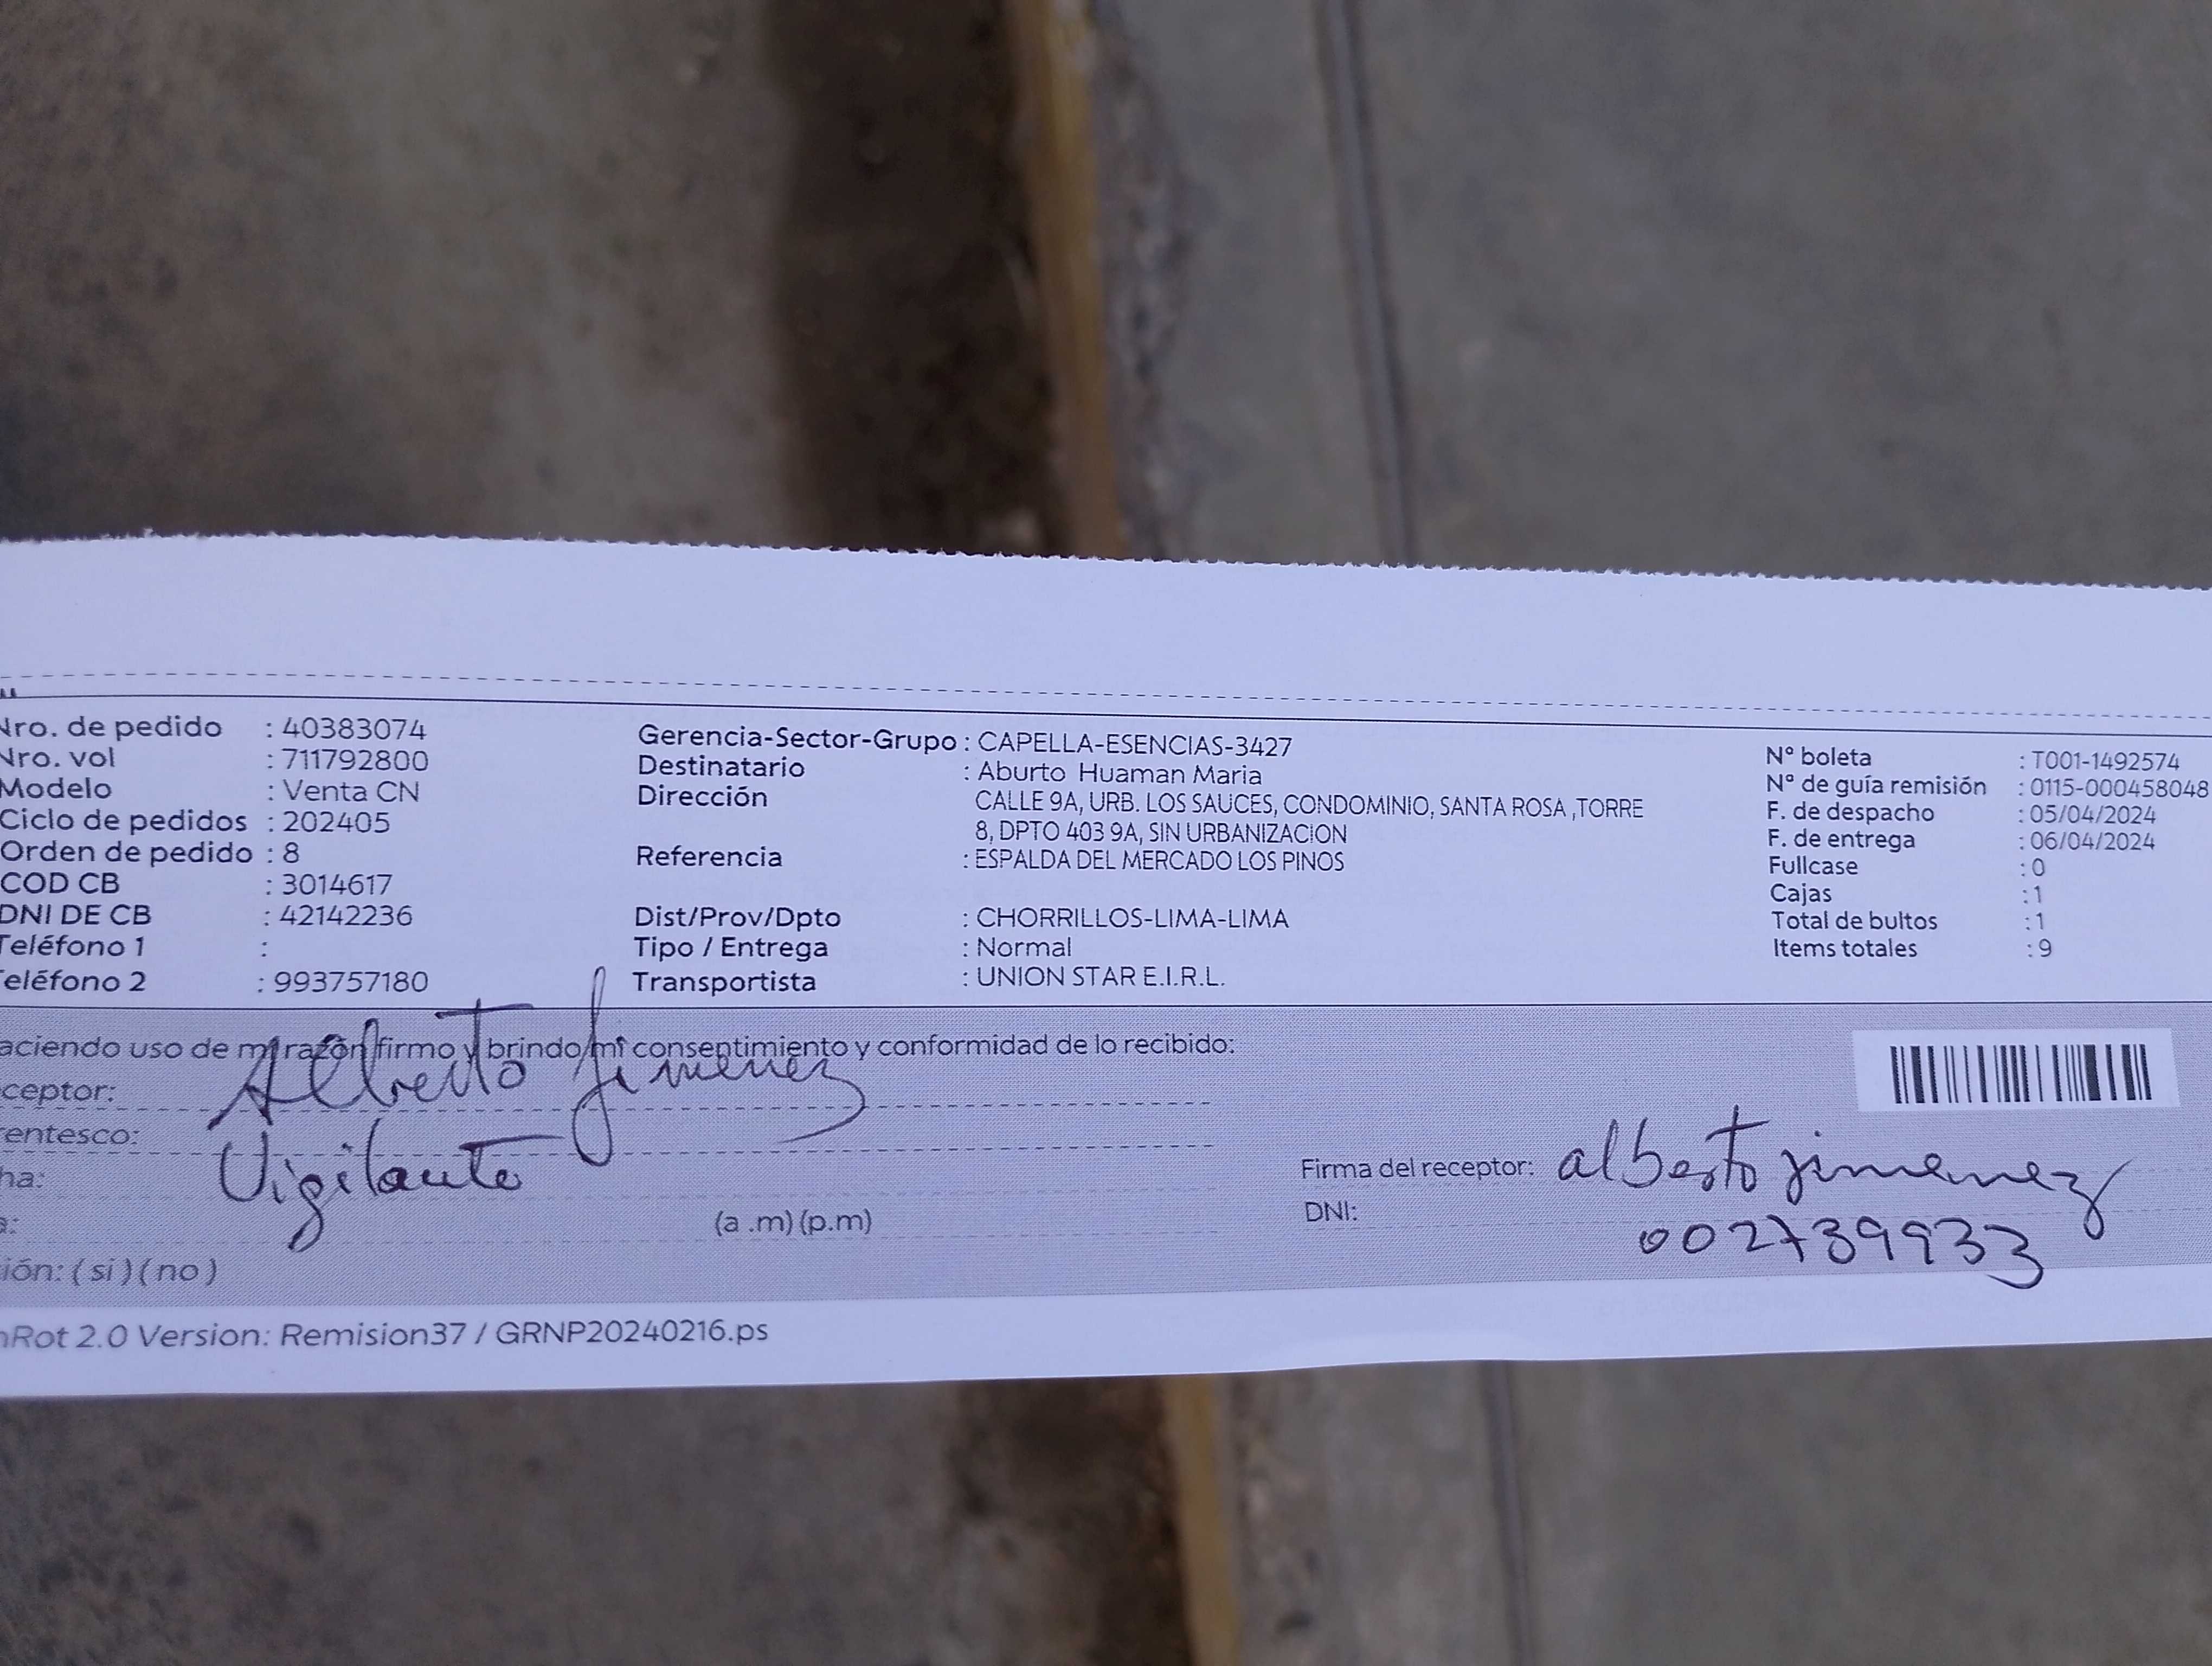 Nro. de pedido : 40383074
Nro. vol : 711792800
Modelo : Venta CN
Ciclo de pedidos : 202405
Orden de pedido : 8
COD CB : 3014617
DNI DE CB : 42142236
Teléfono 1 :
eléfono 2 : 993757180
Gerencia-Sector-Grupo : CAPELLA-ESENCIAS-3427
Destinatario : Aburto Huaman Maria
Dirección CALLE 9A, URB. LOS SAUCES, CONDOMINIO, SANTA ROSA ,TORRE
8, DPTO 403 9A, SIN URBANIZACION
Referencia : ESPALDA DEL MERCADO LOS PINOS
Dist/Prov/Dpto : CHORRILLOS-LIMA-LIMA
Tipo / Entrega : Normal
Transportista : UNION STAR E.I.R.L.
Nº boleta : T001-1492574
Nº de guía remisión : 0115-000458048
F. de despacho : 05/04/2024
F. de entrega : 06/04/2024
Fullcase : 0
Cajas : 1
Total de bultos : 1
Items totales : 9
aciendo uso de mi razón firmo y brindo mi consentimiento y conformidad de lo recibido:
ceptor: Alberto Jimenez
entesco: Vigilante
ha:
a: (a .m) (p.m)
ión: ( si ) ( no )
Firma del receptor: alberto jimenez
DNI: 002739933
nRot 2.0 Version: Remision37 / GRNP20240216.ps